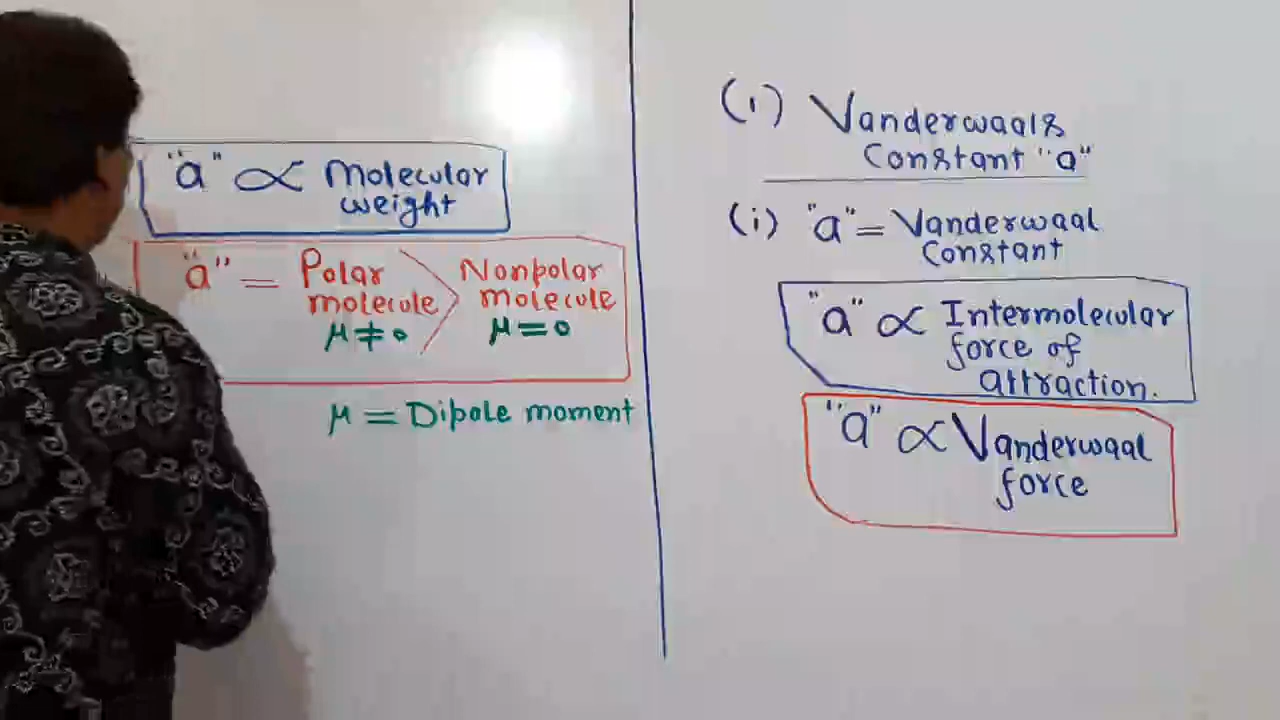 "a" ∝ Molecular
weight
"a" = Polar molecule > Nonpolar molecule
μ ≠ 0 μ = 0
μ = Dipole moment
(1) Vanderwaals
Constant "a"
(i) "a" = Vanderwaal
Constant
"a" ∝ Intermolecular
force of
attraction.
"a" ∝ Vanderwaal
force